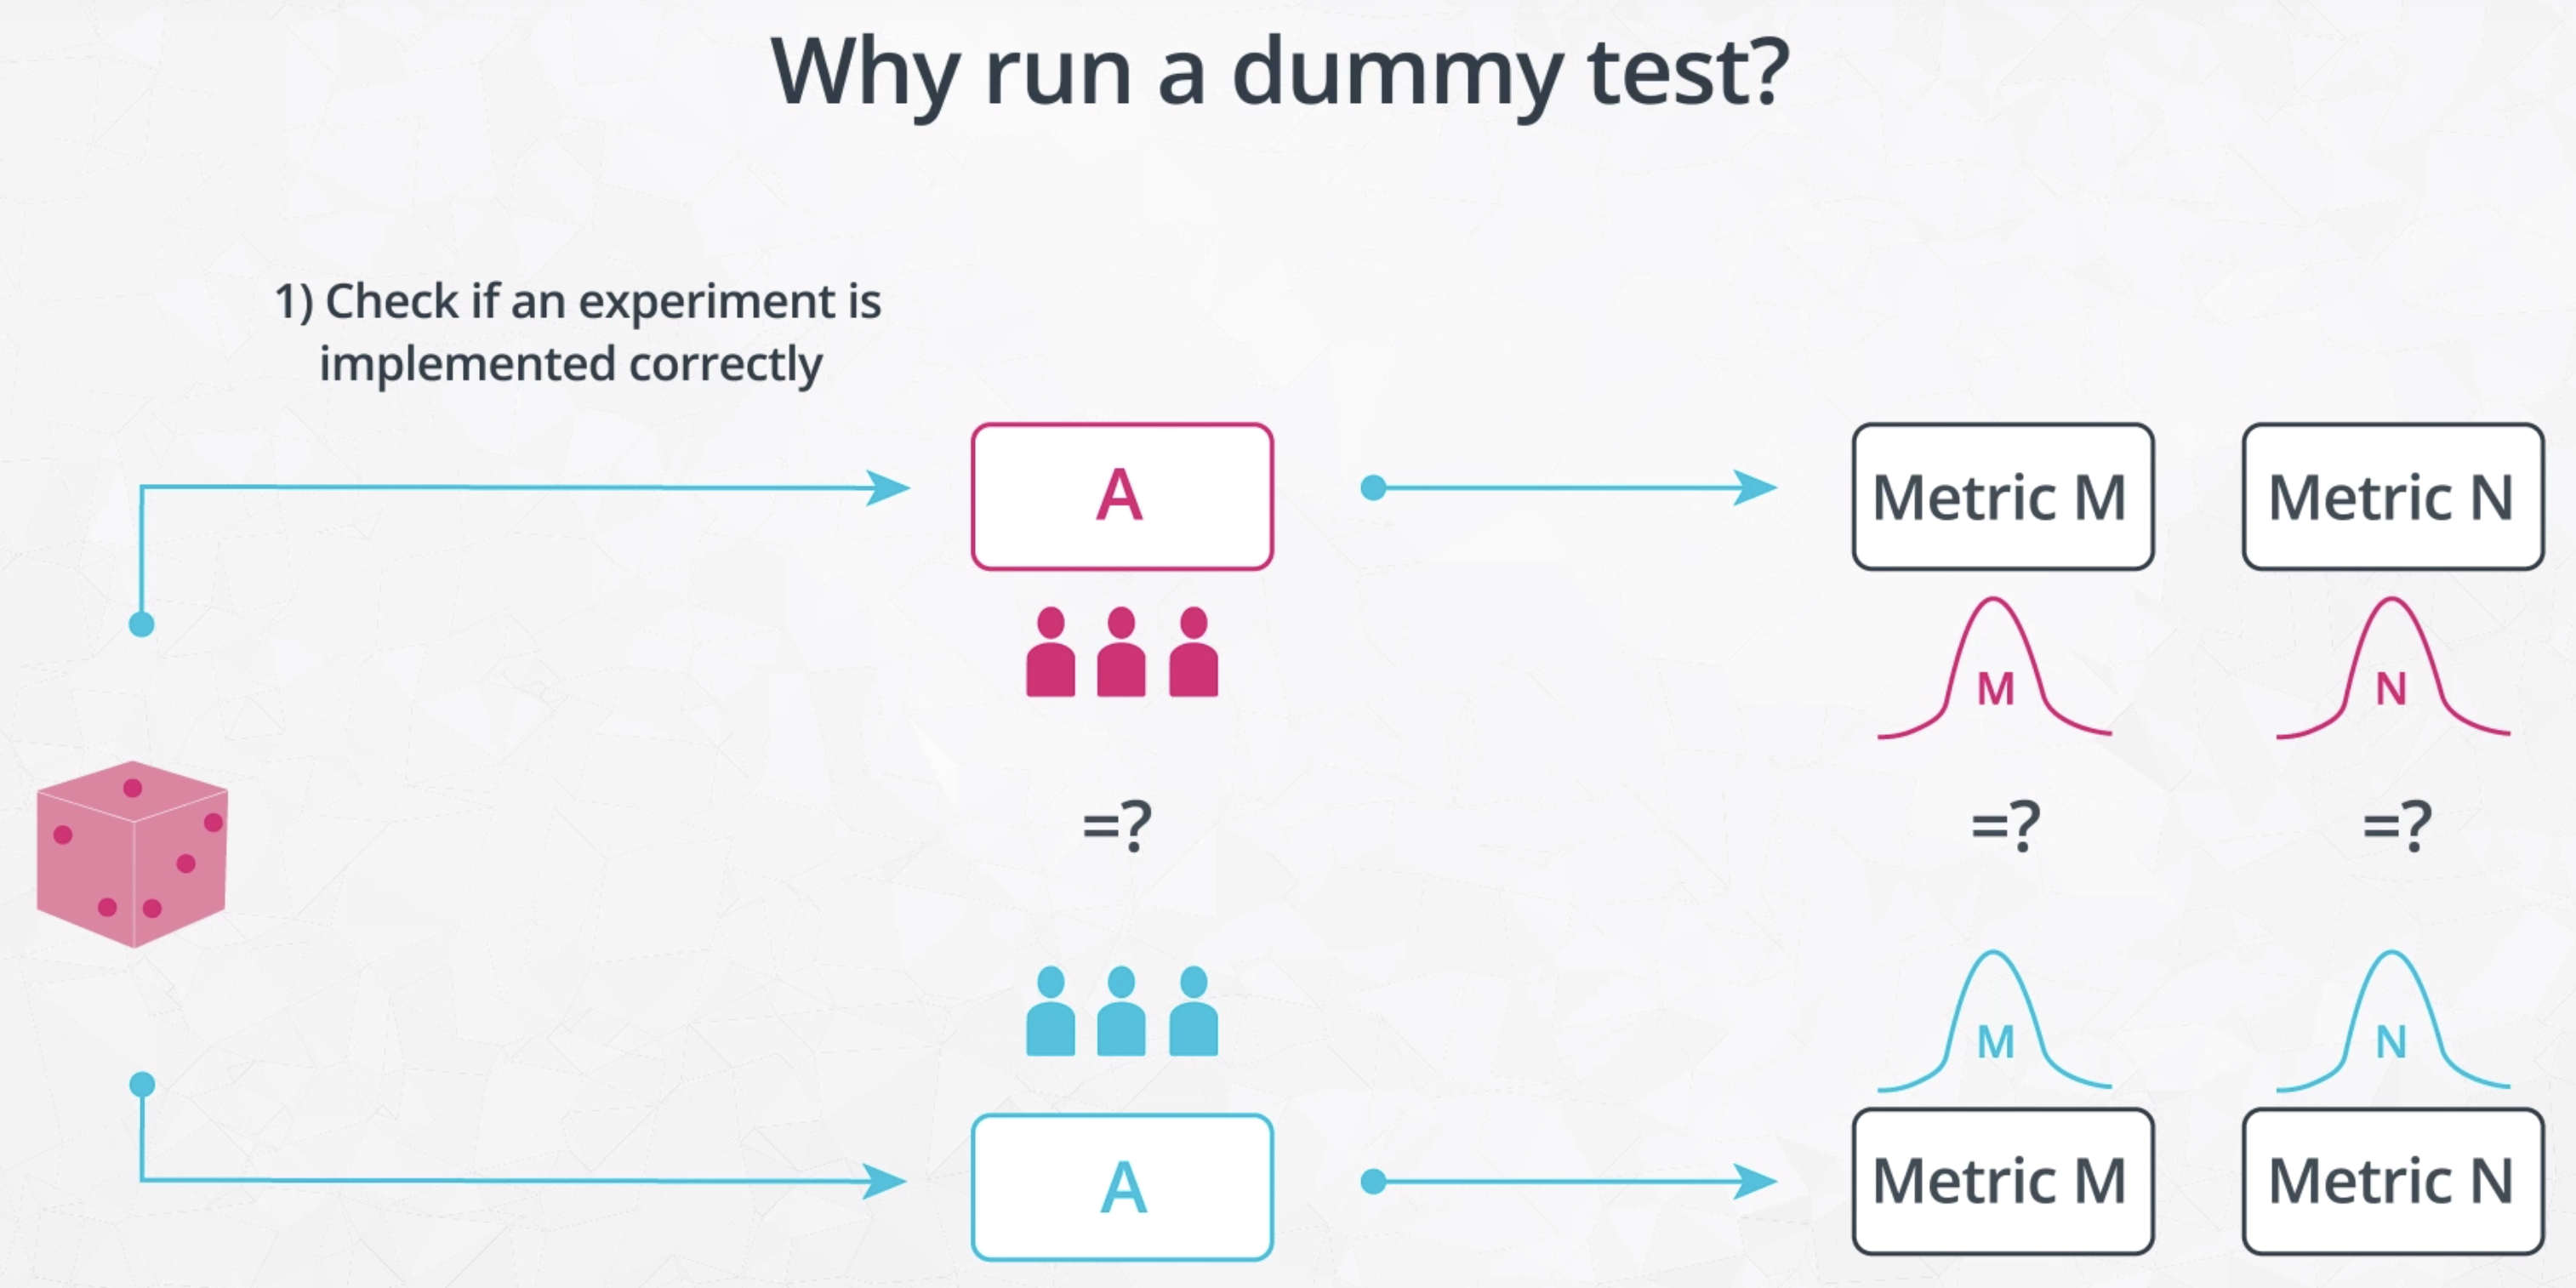 Why run a dummy test?
1) Check if an experiment is
implemented correctly
A
Metric M
Metric N
M
N
=?
=?
=?
M
N
A
Metric M
Metric N